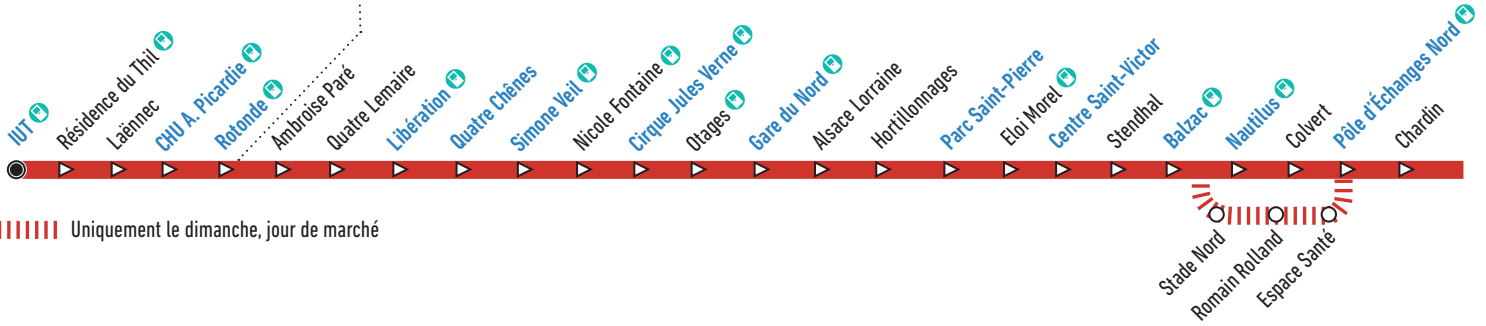 IUT
Résidence du Thil
Laënnec
CHU A. Picardie
Rotonde
Ambroise Paré
Quatre Lemaire
Libération
Quatre Chênes
Simone Veil
Nicole Fontaine
Cirque Jules Verne
Otages
Gare du Nord
Alsace Lorraine
Hortillonnages
Parc Saint-Pierre
Eloi Morel
Centre Saint-Victor
Stendhal
Balzac
Nautilus
Colvert
Pôle d'Échanges Nord
Chardin
Uniquement le dimanche, jour de marché
Stade Nord
Romain Rolland
Espace Santé